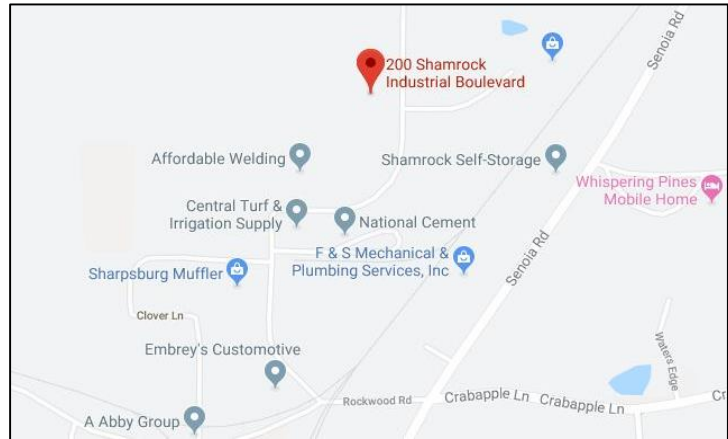 200 Shamrock
Industrial Boulevard
Senoia Rd
Affordable Welding
Shamrock Self-Storage
Whispering Pines
Mobile Home
Central Turf &
Irrigation Supply
National Cement
F & S Mechanical &
Plumbing Services, Inc
Sharpsburg Muffler
Senoia Rd
Clover Ln
Embrey's Customotive
Waters Edge
Rockwood Rd
Crabapple Ln
Crabapple Ln
Cr
A Abby Group